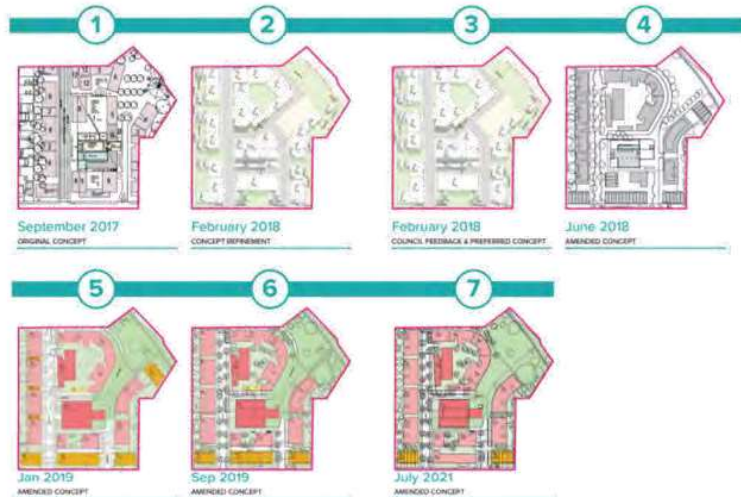 1
2
3
4
September 2017
ORIGINAL CONCEPT
February 2018
CONCEPT REFINEMENT
February 2018
COUNCIL FEEDBACK & PREFERRED CONCEPT
June 2018
AMENDED CONCEPT
5
6
7
Jan 2019
AMENDED CONCEPT
Sep 2019
AMENDED CONCEPT
July 2021
AMENDED CONCEPT